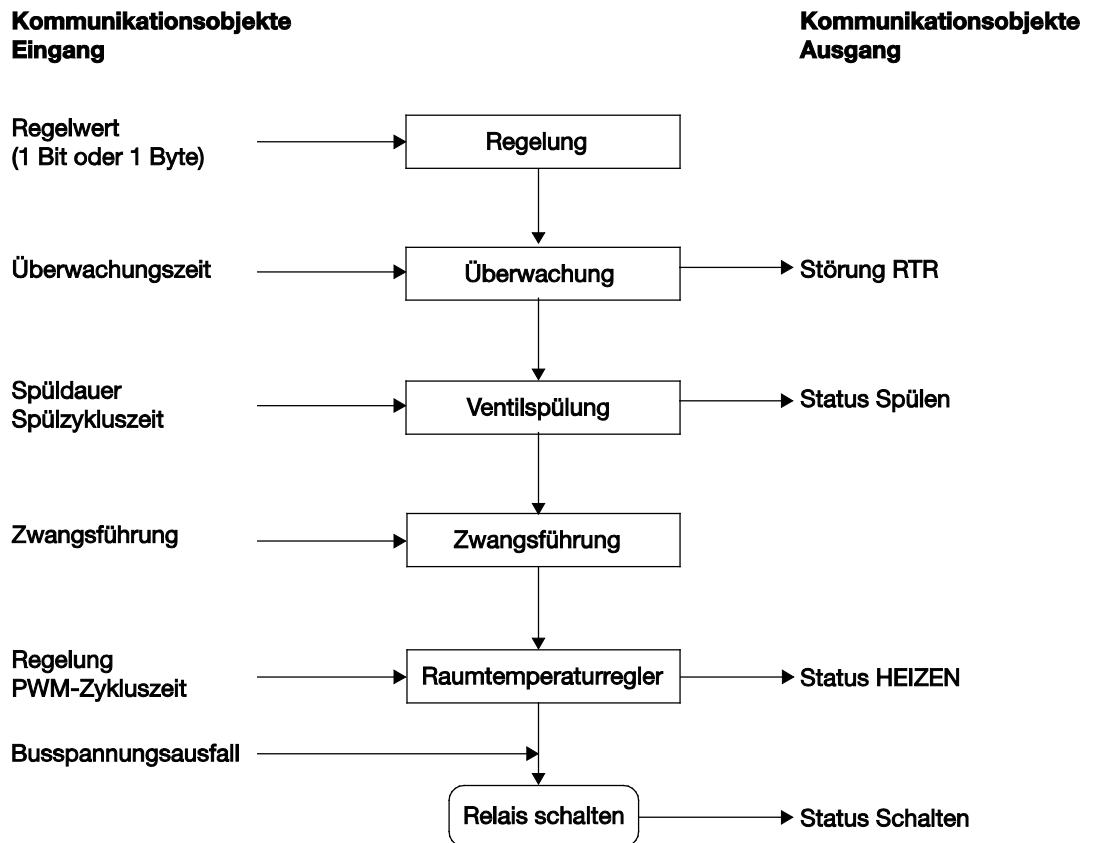 Kommunikationsobjekte
Eingang
Kommunikationsobjekte
Ausgang
Regelwert
(1 Bit oder 1 Byte)
Regelung
Überwachungszeit
Überwachung
Störung RTR
Spüldauer
Spülzykluszeit
Ventilspülung
Status Spülen
Zwangsführung
Zwangsführung
Regelung
PWM-Zykluszeit
Raumtemperaturregler
Status HEIZEN
Busspannungsausfall
Relais schalten
Status Schalten